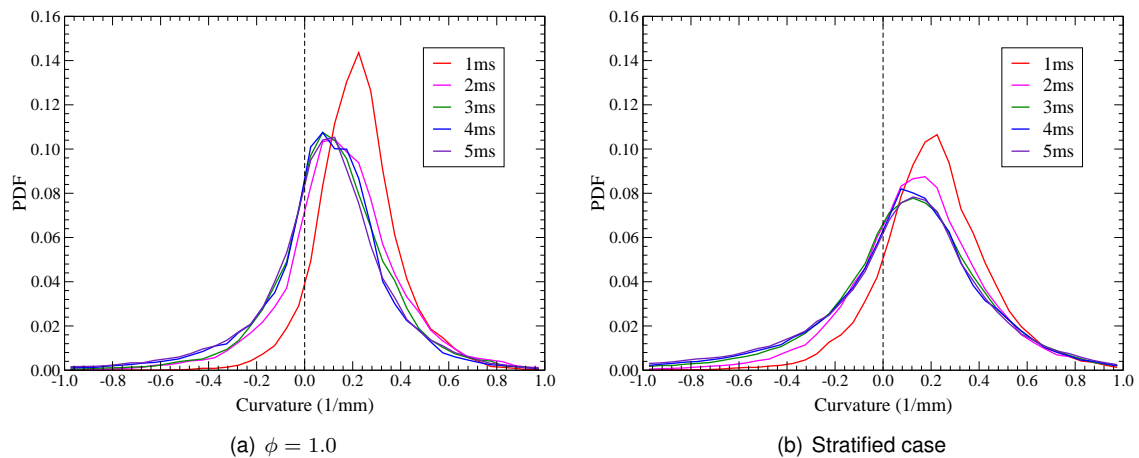 0.16
0.14
0.12
0.10
0.08
0.06
0.04
0.02
0.00
PDF
1ms
2ms
3ms
4ms
5ms
-1.0 -0.8 -0.6 -0.4 -0.2 0.0 0.2 0.4 0.6 0.8 1.0
Curvature (1/mm)
(a) ϕ = 1.0
0.16
0.14
0.12
0.10
0.08
0.06
0.04
0.02
0.00
PDF
1ms
2ms
3ms
4ms
5ms
-1.0 -0.8 -0.6 -0.4 -0.2 0.0 0.2 0.4 0.6 0.8 1.0
Curvature (1/mm)
(b) Stratified case